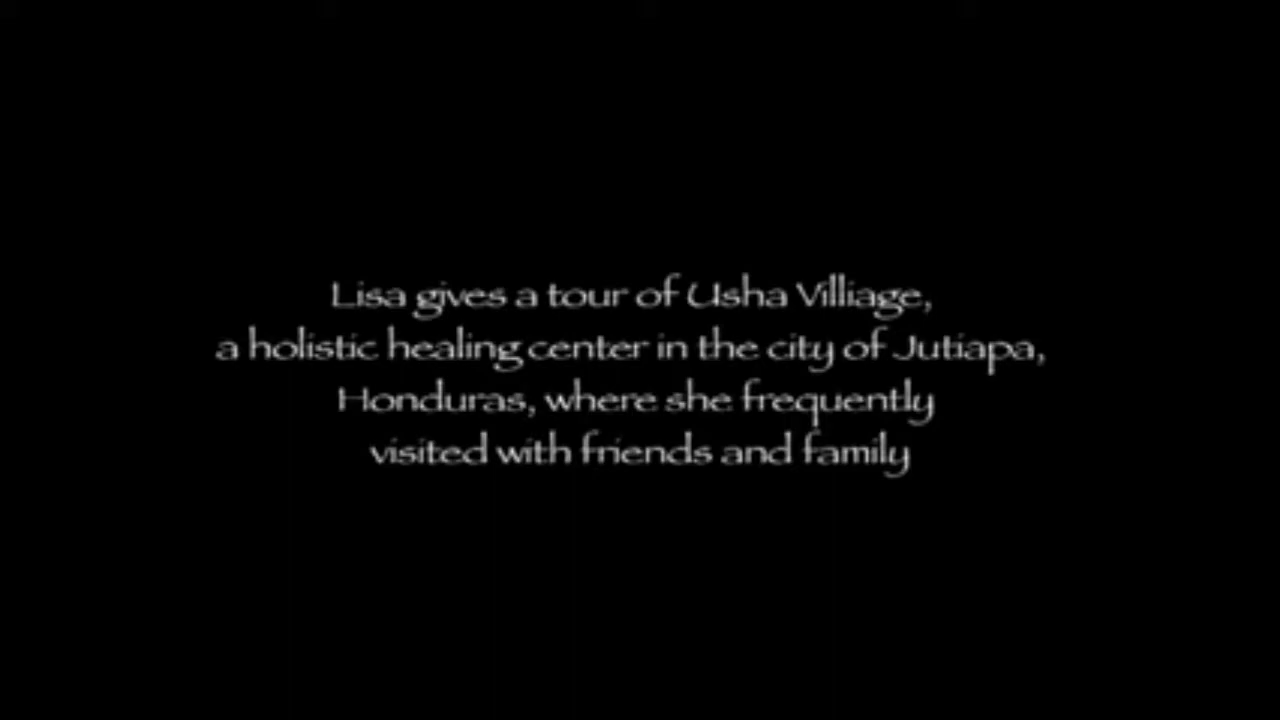 Lisa gives a tour of Usha Villiage,
a holistic healing center in the city of Jutiapa,
Honduras, where she frequently
visited with friends and family